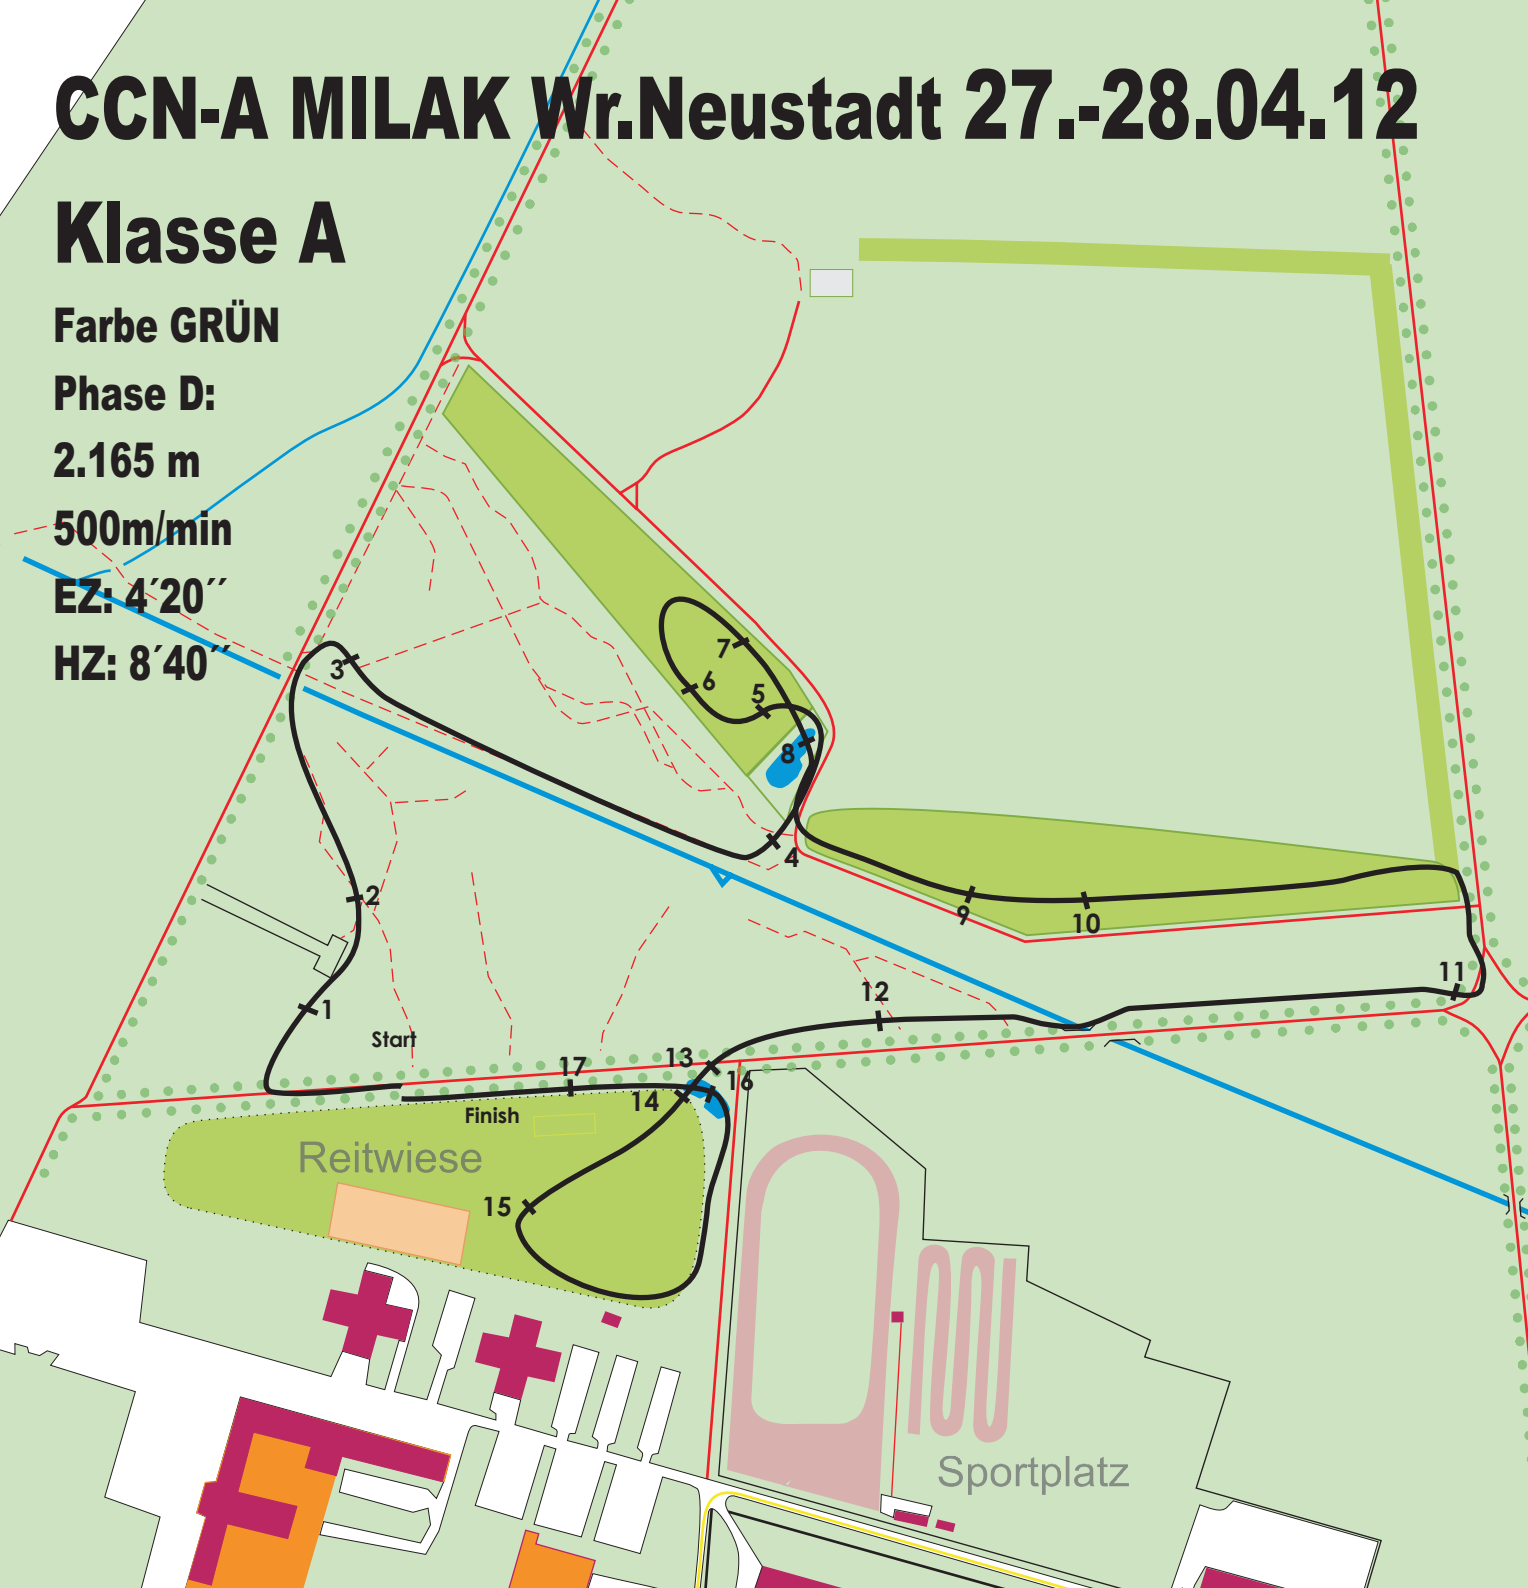 CCN-A MILAK Wr.Neustadt 27.-28.04.12
Klasse A
Farbe GRÜN
Phase D:
2.165 m
500m/min
EZ: 4´20´´
HZ: 8´40´´
7
6
5
3
8
4
2
9
10
11
12
1
Start
13
17
16
14
Finish
Reitwiese
15
Sportplatz